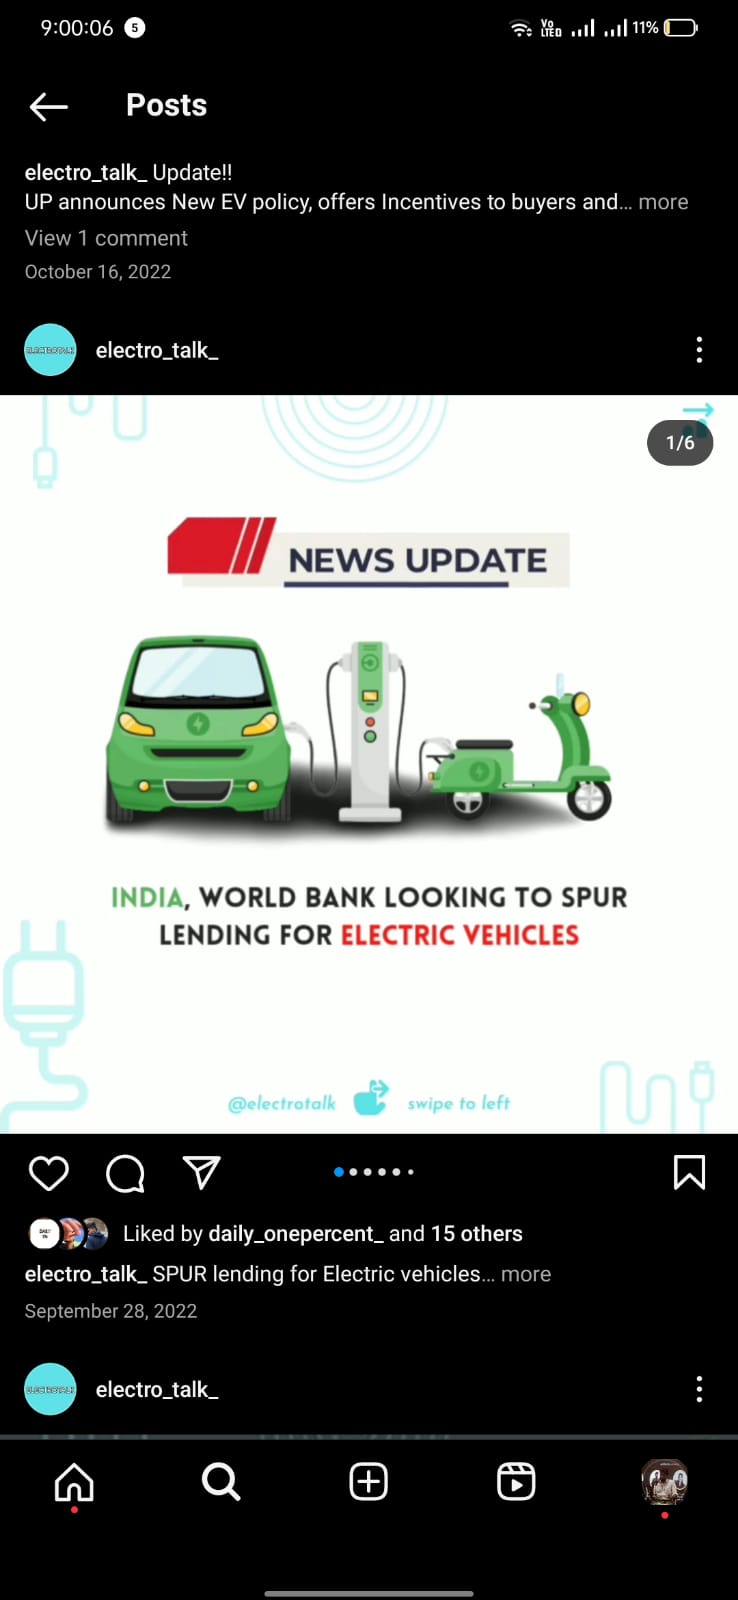 9:00:06 5 Vo LTED 11%
Posts
electro_talk_ Update!!
UP announces New EV policy, offers Incentives to buyers and... more
View 1 comment
October 16, 2022
ELECTROTALK electro_talk_
1/6
NEWS UPDATE
INDIA, WORLD BANK LOOKING TO SPUR
LENDING FOR ELECTRIC VEHICLES
@electrotalk swipe to left
Liked by daily_onepercent_ and 15 others
electro_talk_ SPUR lending for Electric vehicles... more
September 28, 2022
ELECTROTALK electro_talk_